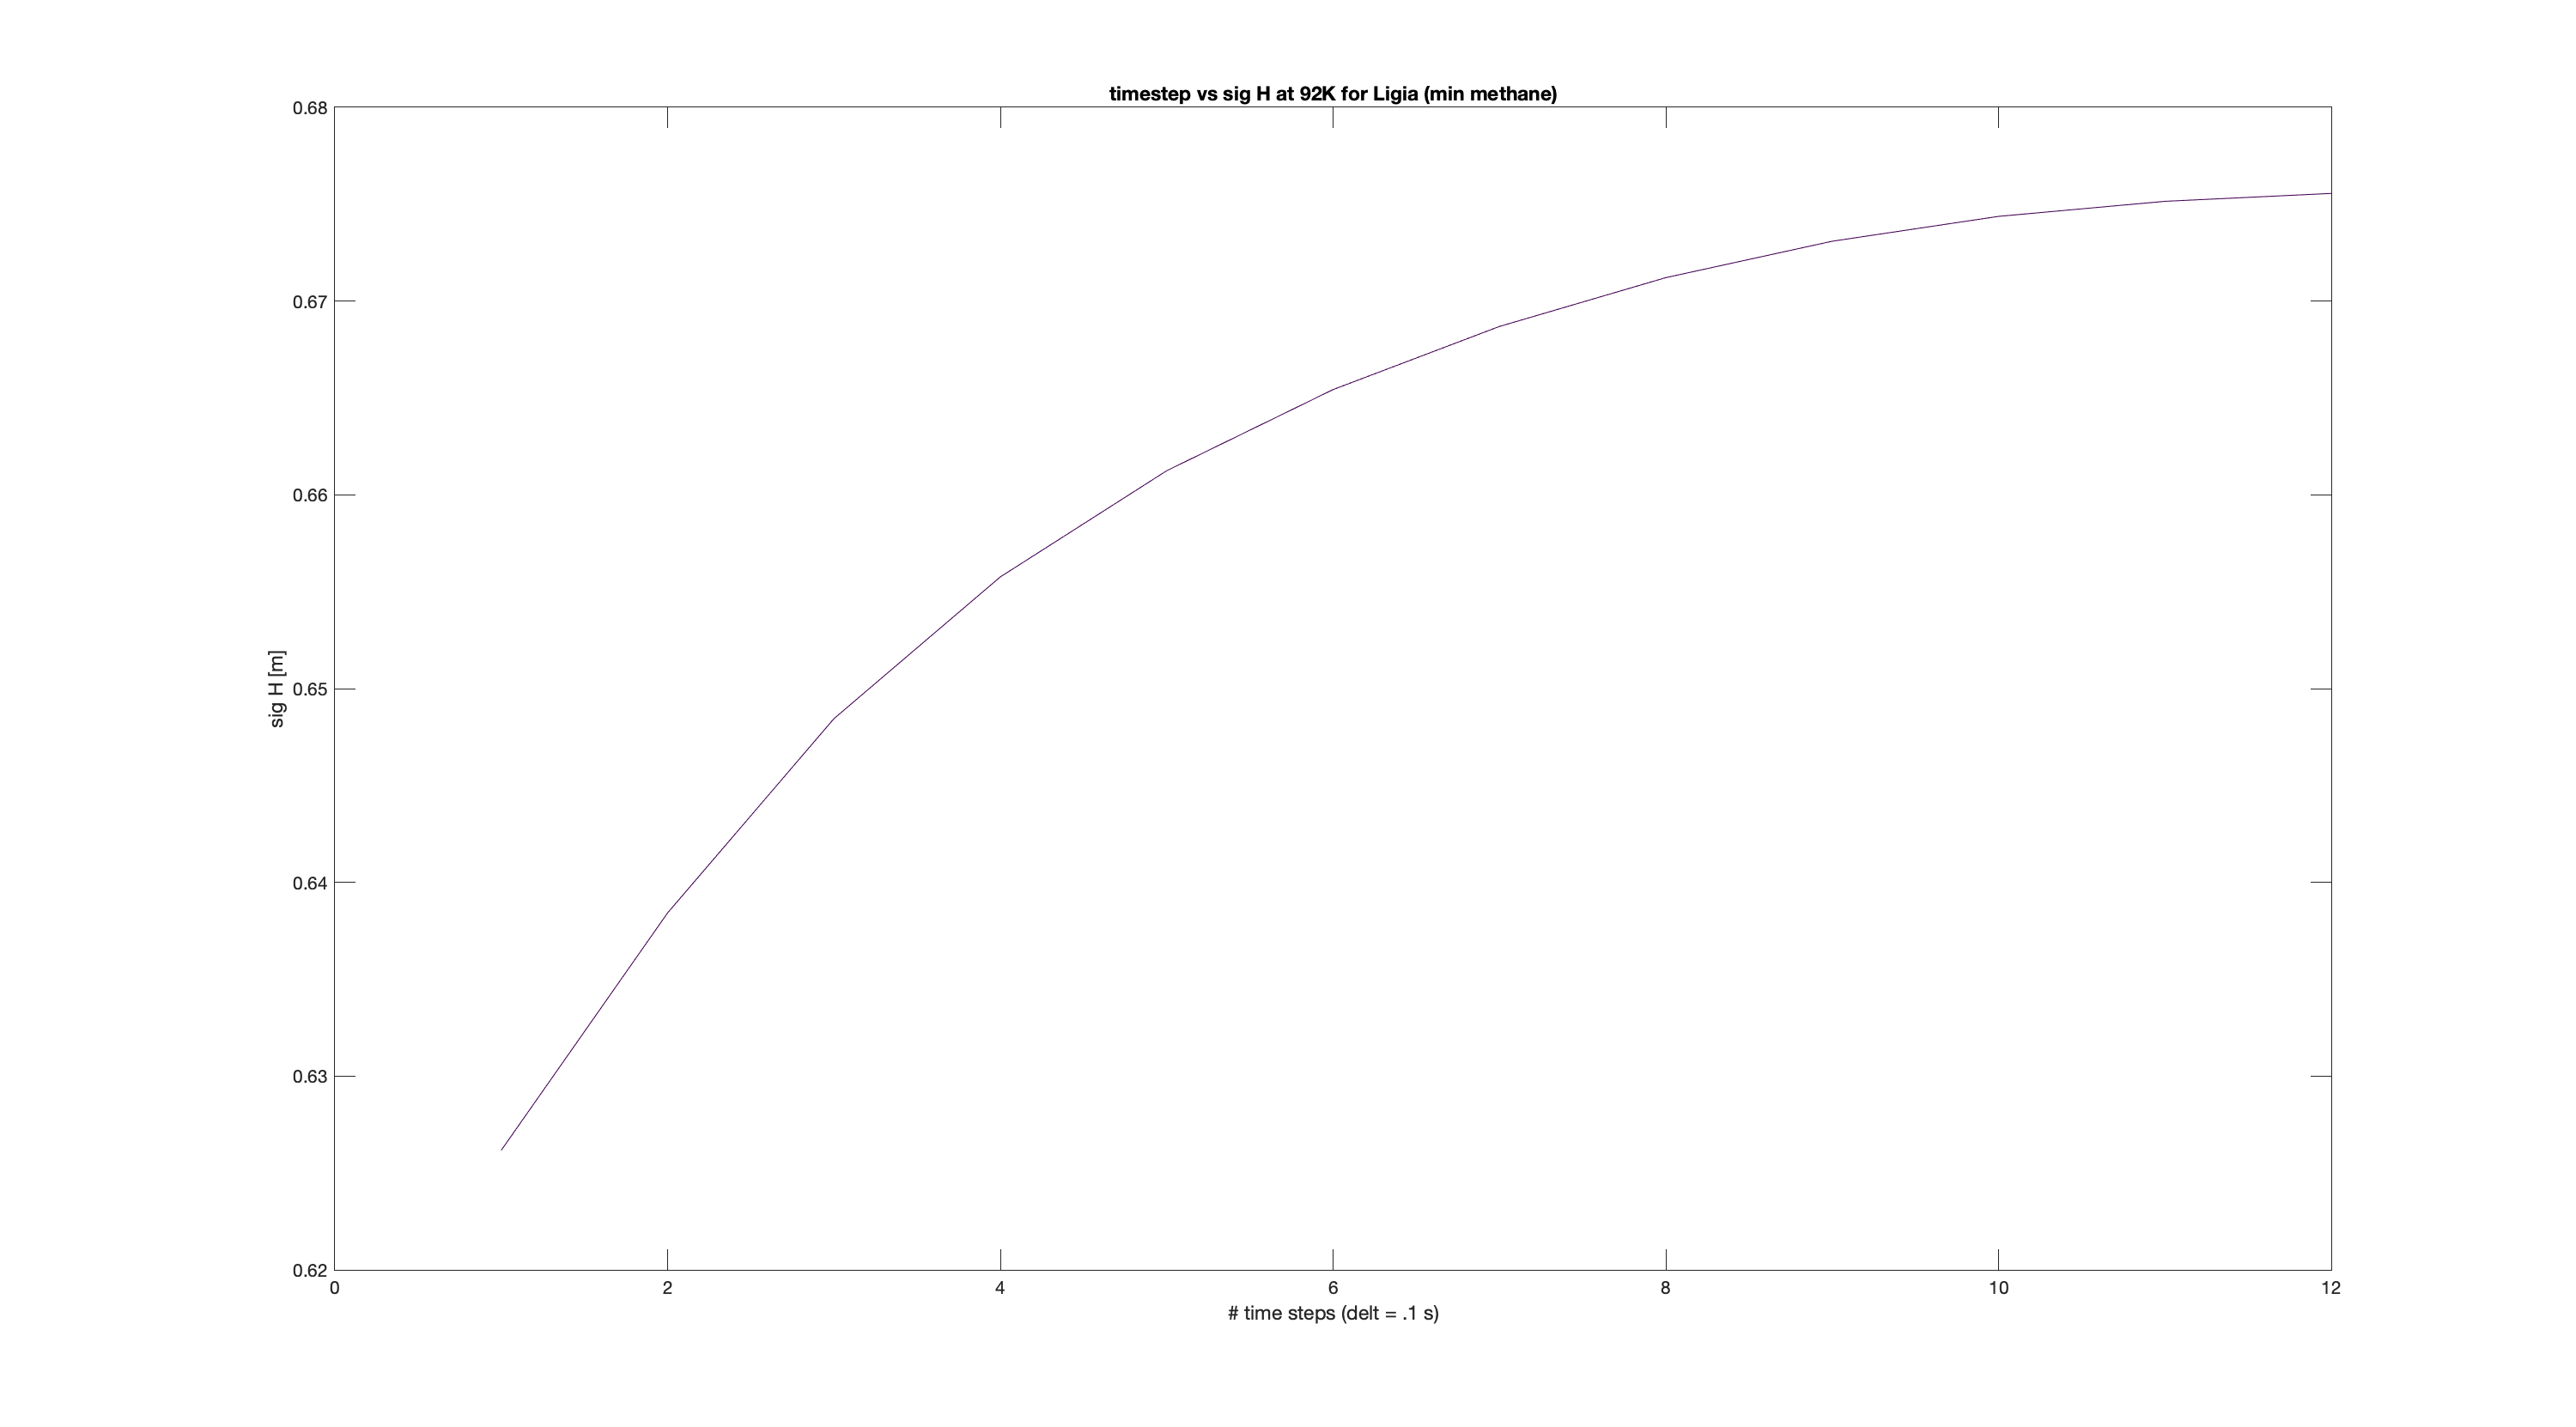 timestep vs sig H at 92K for Ligia (min methane)
0.68
0.67
0.66
0.65
0.64
0.63
0.62
sig H [m]
0 2 4 6 8 10 12
# time steps (delt = .1 s)